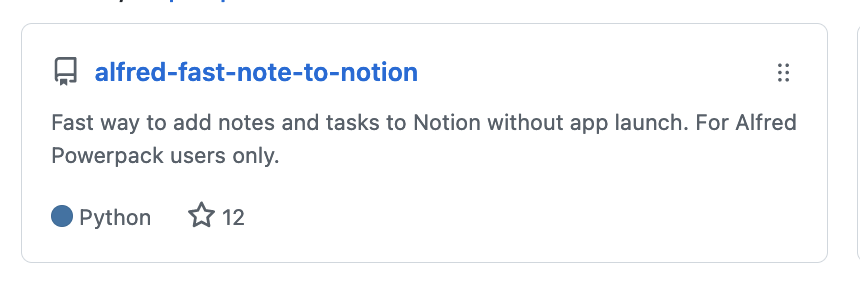 alfred-fast-note-to-notion
Fast way to add notes and tasks to Notion without app launch. For Alfred
Powerpack users only.
Python 12